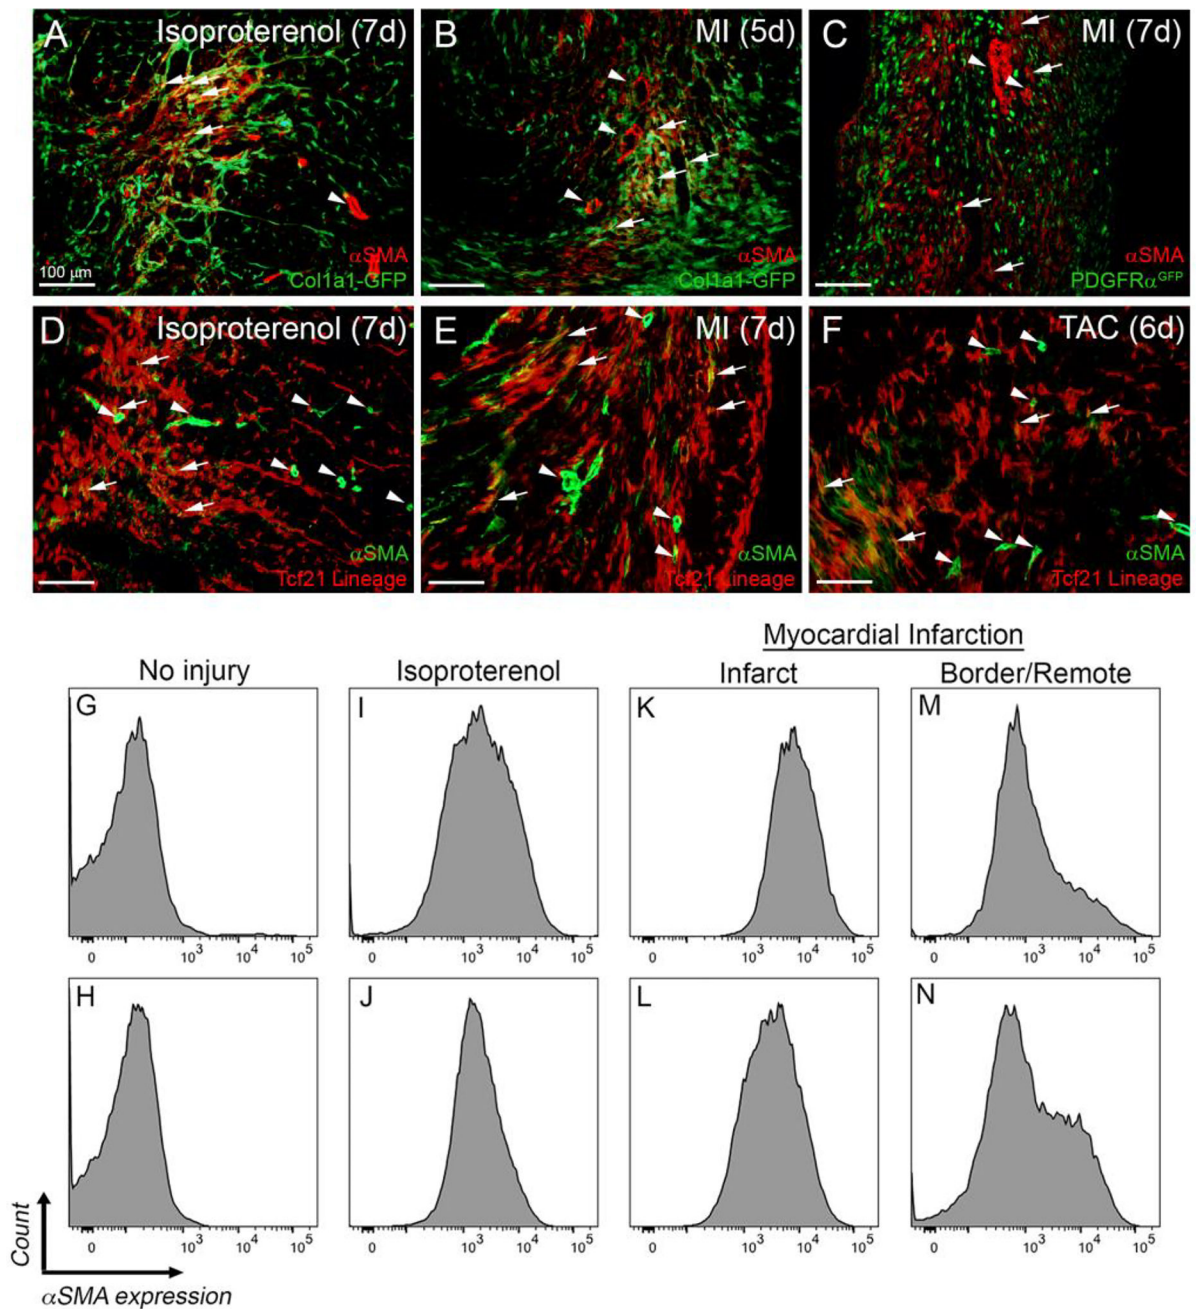 A Isoproterenol (7d)
αSMA
100 μm Col1a1-GFP
B MI (5d)
αSMA
Col1a1-GFP
C MI (7d)
αSMA
PDGFRα^GFP
D Isoproterenol (7d)
αSMA
Tcf21 Lineage
E MI (7d)
αSMA
Tcf21 Lineage
F TAC (6d)
αSMA
Tcf21 Lineage
Myocardial Infarction
No injury Isoproterenol Infarct Border/Remote
G I K M
0 10³ 10⁴ 10⁵ 0 10³ 10⁴ 10⁵ 0 10³ 10⁴ 10⁵ 0 10³ 10⁴ 10⁵
H J L N
0 10³ 10⁴ 10⁵ 0 10³ 10⁴ 10⁵ 0 10³ 10⁴ 10⁵ 0 10³ 10⁴ 10⁵
Count
αSMA expression